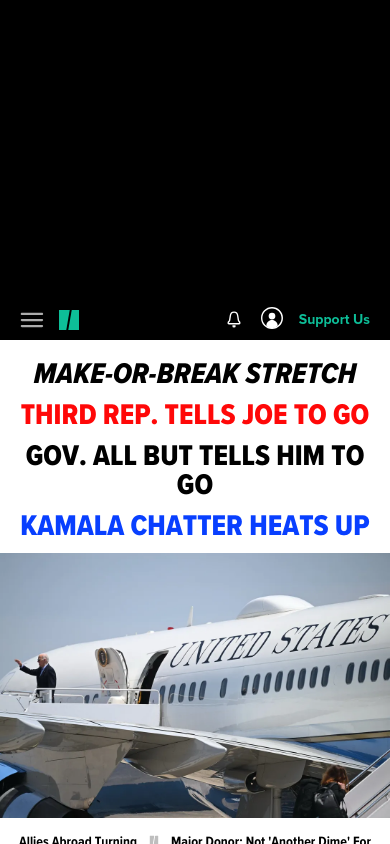 Support Us
MAKE-OR-BREAK STRETCH
THIRD REP. TELLS JOE TO GO
GOV. ALL BUT TELLS HIM TO
GO
KAMALA CHATTER HEATS UP
UNITED STATES
Allies Abroad Turning
Major Donor: Not 'Another Dime' For